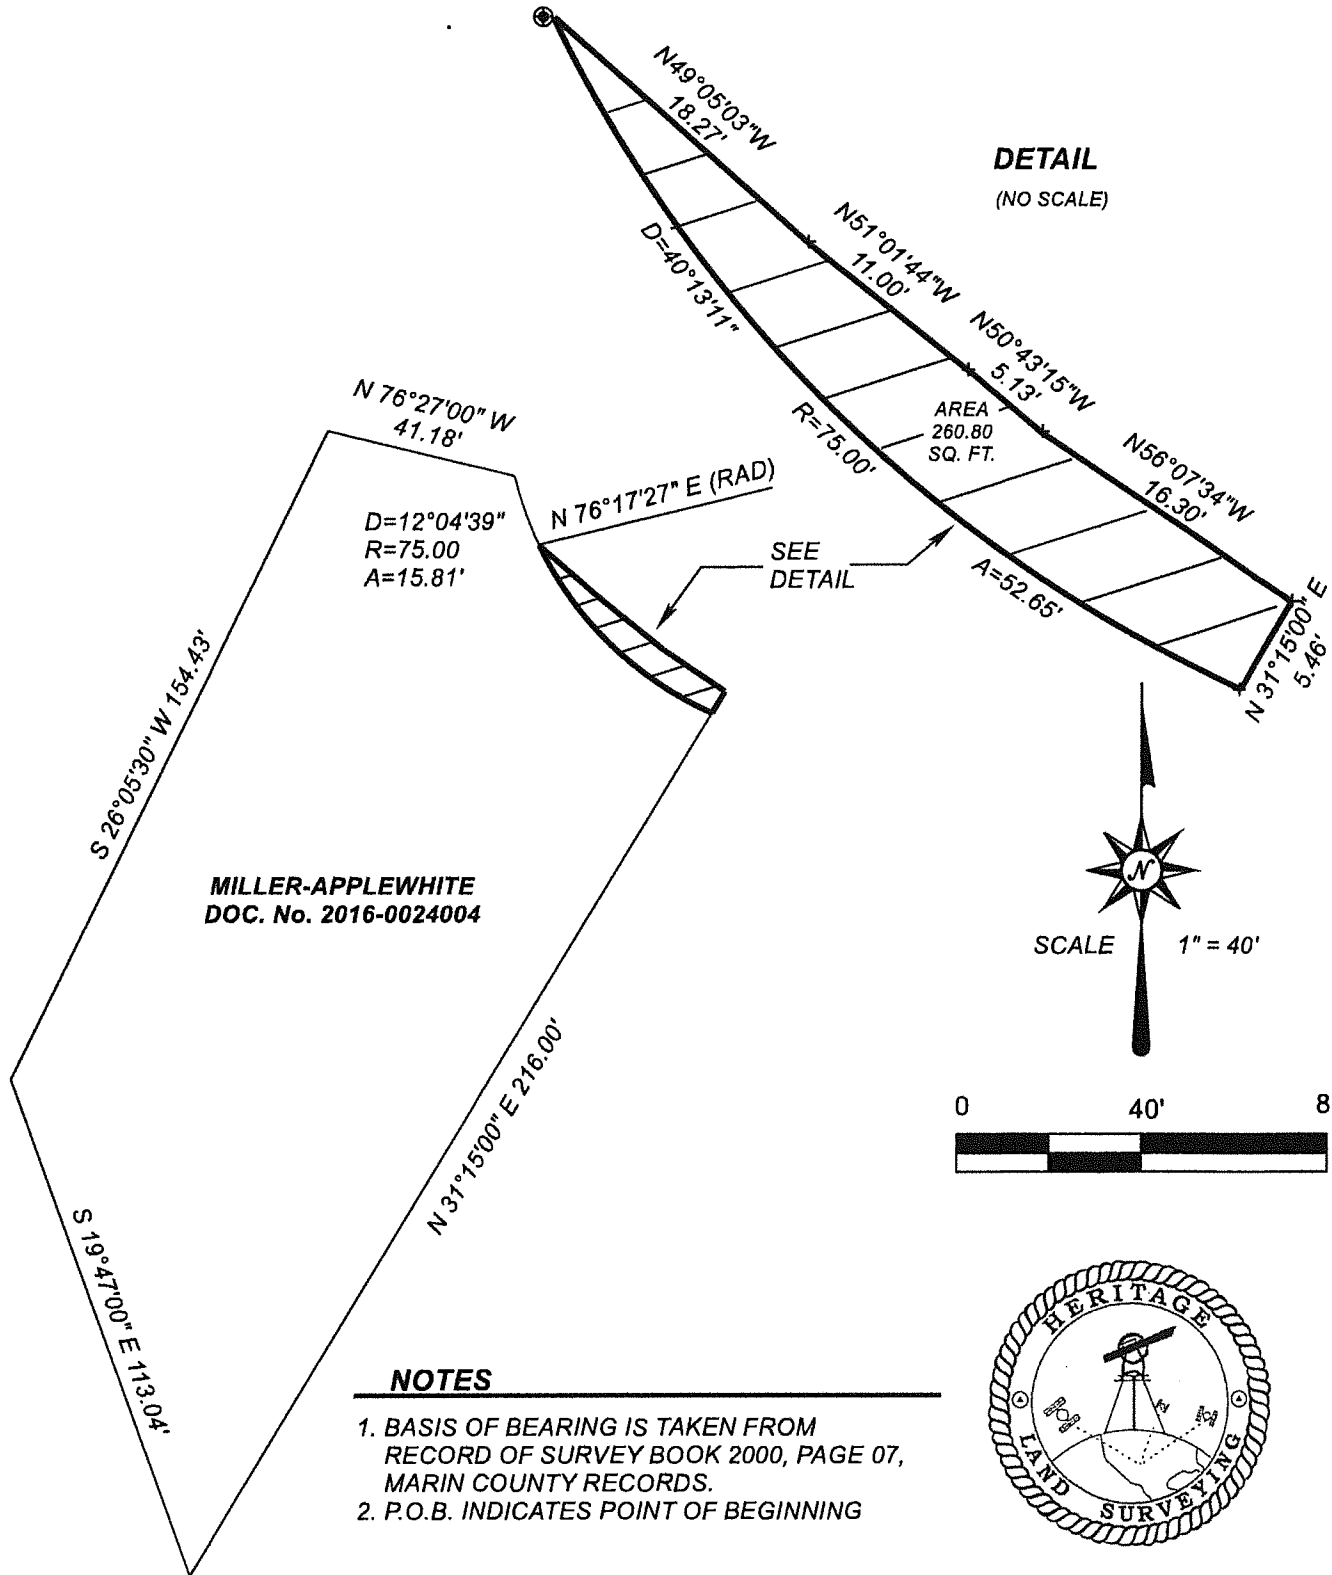 N49°05'03"W
18.27'
DETAIL
(NO SCALE)
N51°01'44"W
11.00'
D=40°13'11"
N50°43'15"W
5.13'
R=75.00'
AREA
260.80
SQ. FT.
N56°07'34"W
16.30'
A=52.65'
N 31°15'00" E
5.46'
N 76°27'00" W
41.18'
N 76°17'27" E (RAD)
D=12°04'39"
R=75.00
A=15.81'
SEE
DETAIL
S 26°05'30" W 154.43'
MILLER-APPLEWHITE
DOC. No. 2016-0024004
N
SCALE 1" = 40'
N 31°15'00" E 216.00'
0 40' 8
S 19°47'00" E 113.04'
NOTES
1. BASIS OF BEARING IS TAKEN FROM
RECORD OF SURVEY BOOK 2000, PAGE 07,
MARIN COUNTY RECORDS.
2. P.O.B. INDICATES POINT OF BEGINNING
HERITAGE
LAND SURVEYING